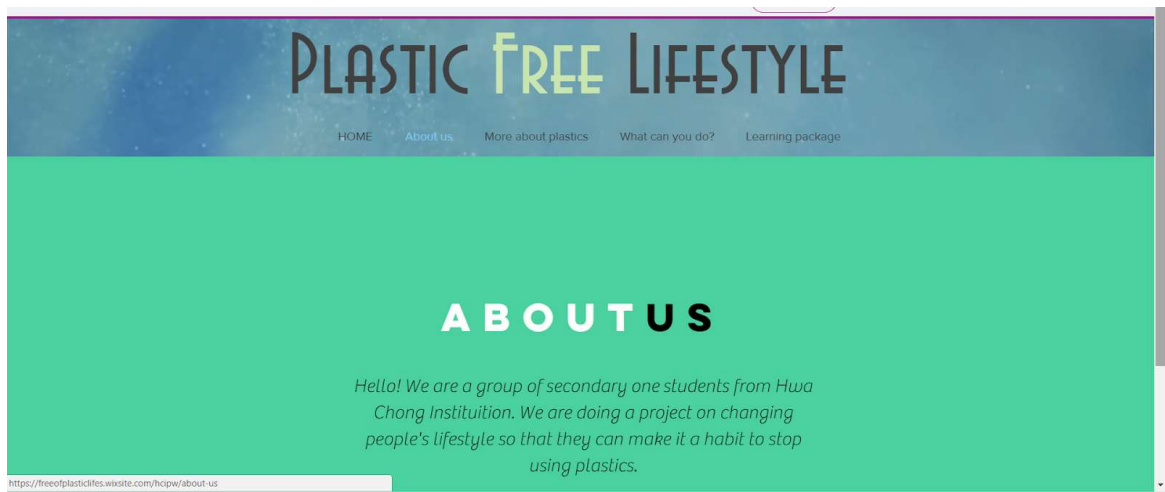 PLASTIC FREE LIFESTYLE
HOME About us More about plastics What can you do? Learning package
ABOUTUS
Hello! We are a group of secondary one students from Hwa
Chong Instituition. We are doing a project on changing
people's lifestyle so that they can make it a habit to stop
using plastics.
https://freeofplasticlifes.wixsite.com/hcipw/about-us